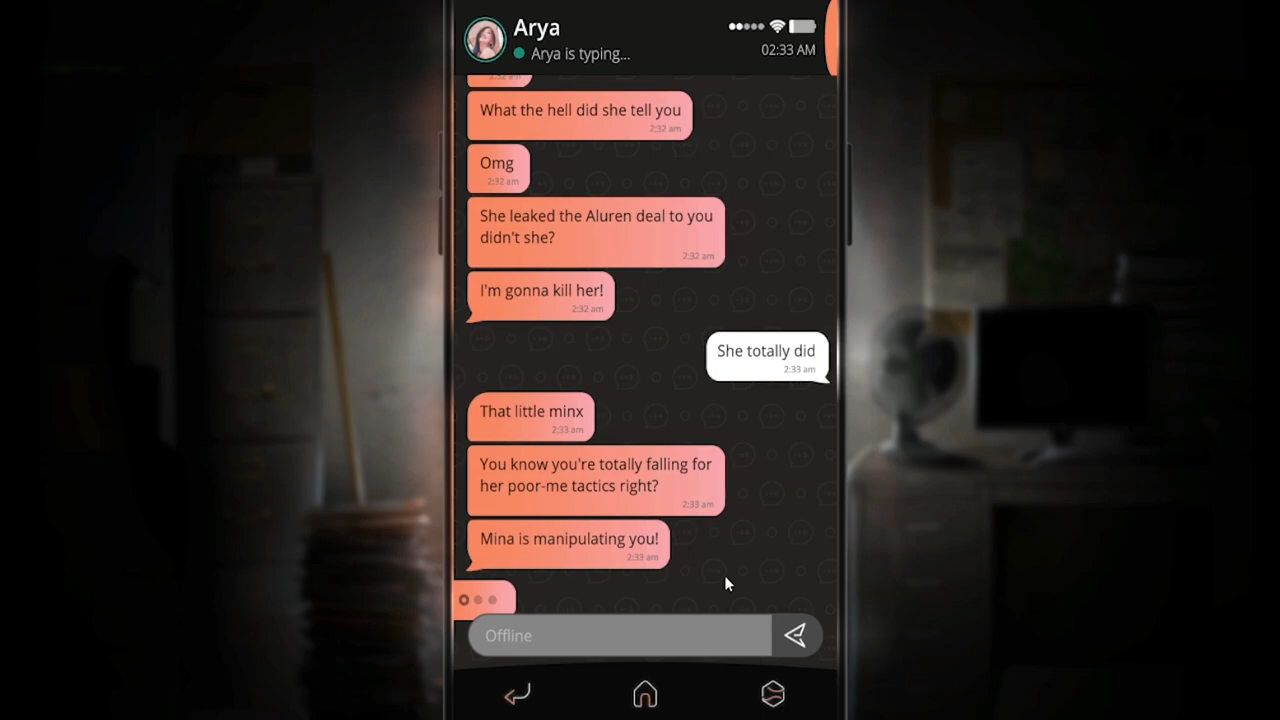 Arya
Arya is typing...
02:33 AM
2:32 am
What the hell did she tell you
2:32 am
Omg
2:32 am
She leaked the Aluren deal to you
didn't she?
2:32 am
I'm gonna kill her!
2:32 am
She totally did
2:33 am
That little minx
2:33 am
You know you're totally falling for
her poor-me tactics right?
2:33 am
Mina is manipulating you!
2:33 am
Offline